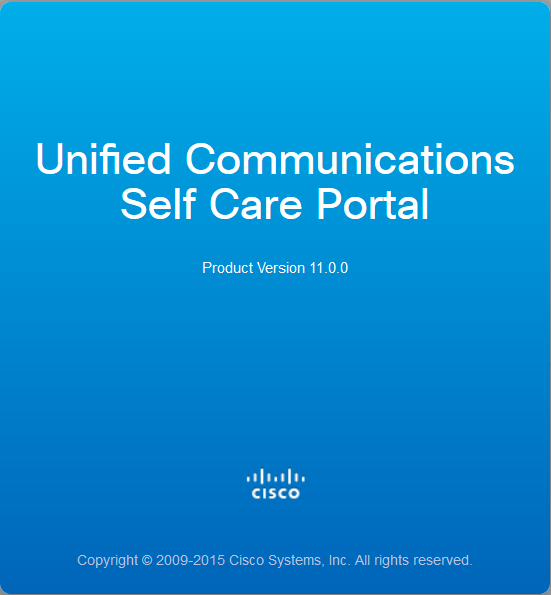 Unified Communications
Self Care Portal
Product Version 11.0.0
CISCO
Copyright © 2009-2015 Cisco Systems, Inc. All rights reserved.